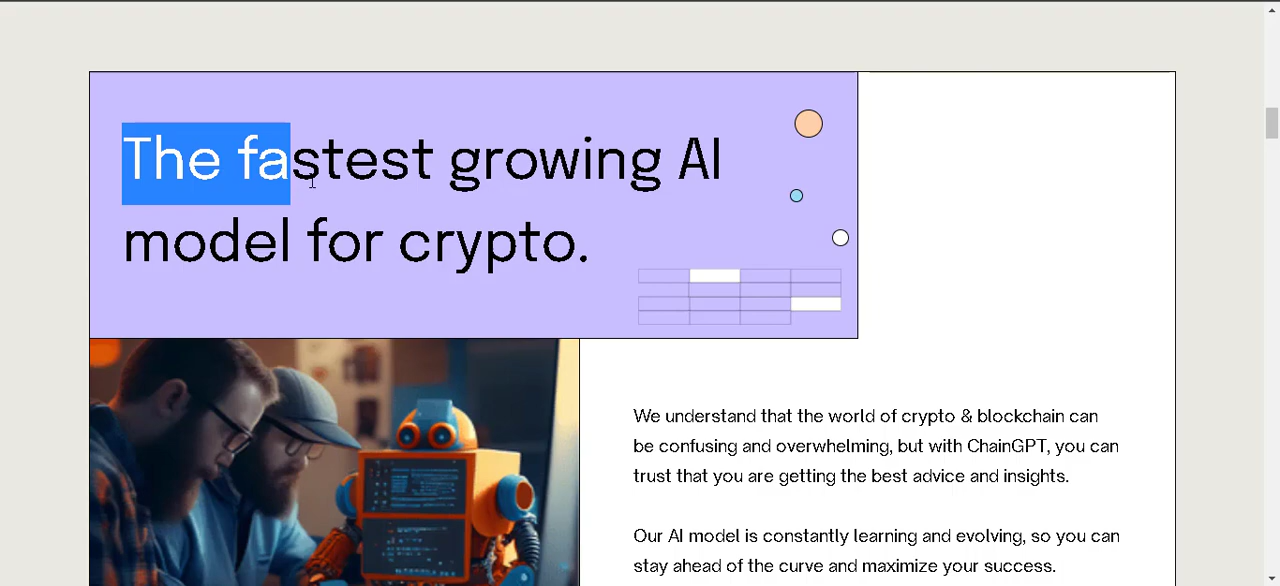 The fastest growing AI
model for crypto.
We understand that the world of crypto & blockchain can
be confusing and overwhelming, but with ChainGPT, you can
trust that you are getting the best advice and insights.
Our AI model is constantly learning and evolving, so you can
stay ahead of the curve and maximize your success.